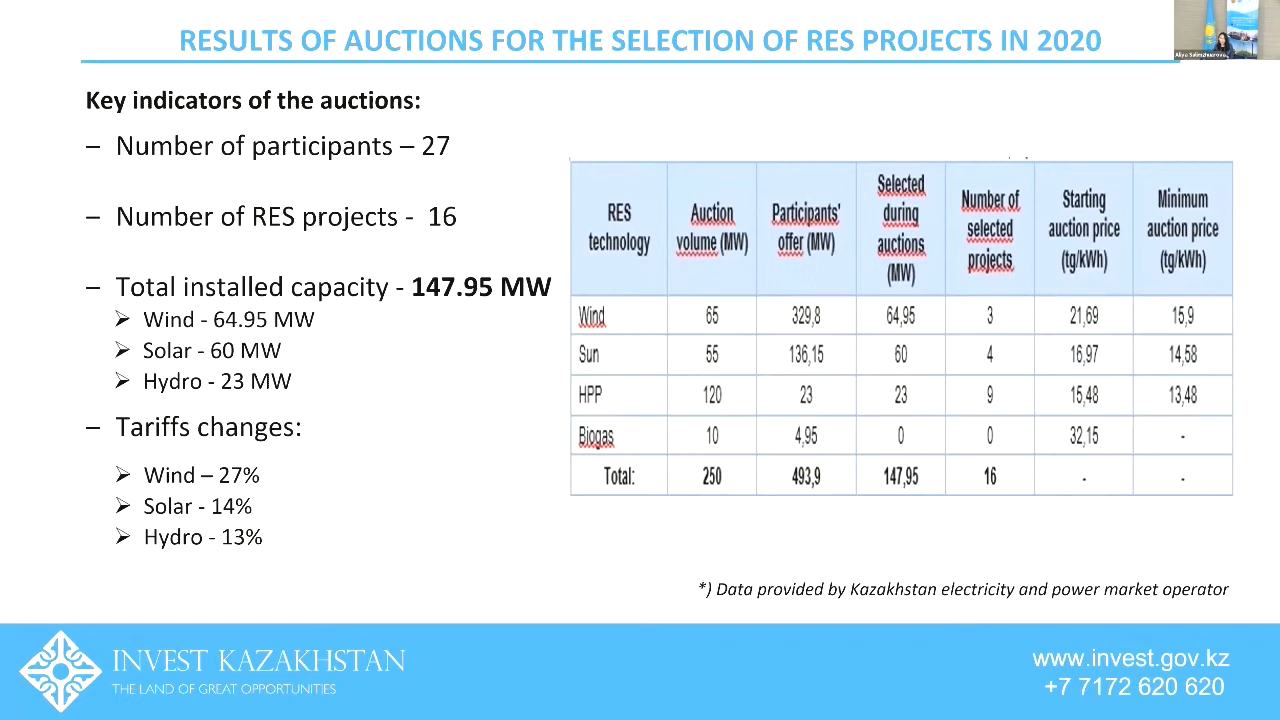 RESULTS OF AUCTIONS FOR THE SELECTION OF RES PROJECTS IN 2020
Key indicators of the auctions:
– Number of participants – 27
– Number of RES projects - 16
– Total installed capacity - 147.95 MW
Wind - 64.95 MW
Solar - 60 MW
Hydro - 23 MW
– Tariffs changes:
Wind – 27%
Solar - 14%
Hydro - 13%
RES technology Auction volume (MW) Participants' offer (MW) Selected during auctions (MW) Number of selected projects Starting auction price (tg/kWh) Minimum auction price (tg/kWh)
Wind 65 329,8 64,95 3 21,69 15,9
Sun 55 136,15 60 4 16,97 14,58
HPP 120 23 23 9 15,48 13,48
Biogas 10 4,95 0 0 32,15 -
Total: 250 493,9 147,95 16 - -
*) Data provided by Kazakhstan electricity and power market operator
INVEST KAZAKHSTAN
THE LAND OF GREAT OPPORTUNITIES
www.invest.gov.kz
+7 7172 620 620